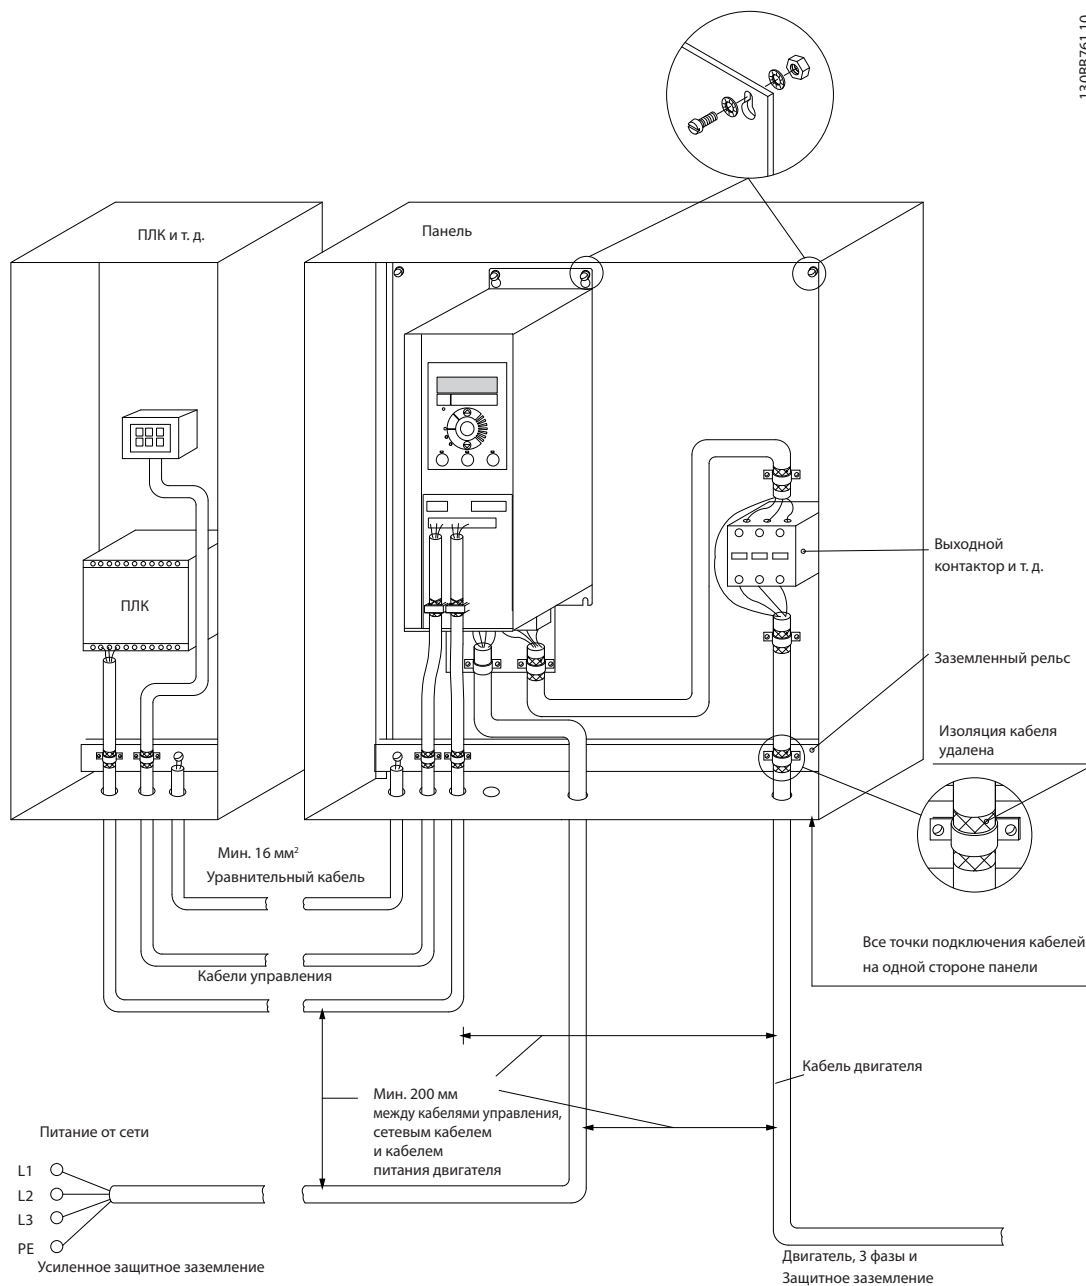 130BB761.10
ПЛК и т. д.
Панель
ПЛК
Выходной
контактор и т. д.
Заземленный рельс
Изоляция кабеля
удалена
Мин. 16 мм²
Уравнительный кабель
Все точки подключения кабелей
на одной стороне панели
Кабели управления
Кабель двигателя
Мин. 200 мм
между кабелями управления,
сетевым кабелем
и кабелем
питания двигателя
Питание от сети
L1
L2
L3
PE
Усиленное защитное заземление
Двигатель, 3 фазы и
Защитное заземление